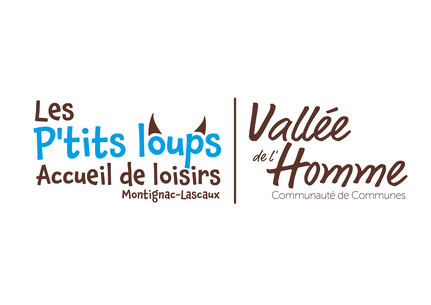 Les
P'tits loups
Accueil de loisirs
Montignac-Lascaux
Vallée
de l'
Homme
Communauté de Communes